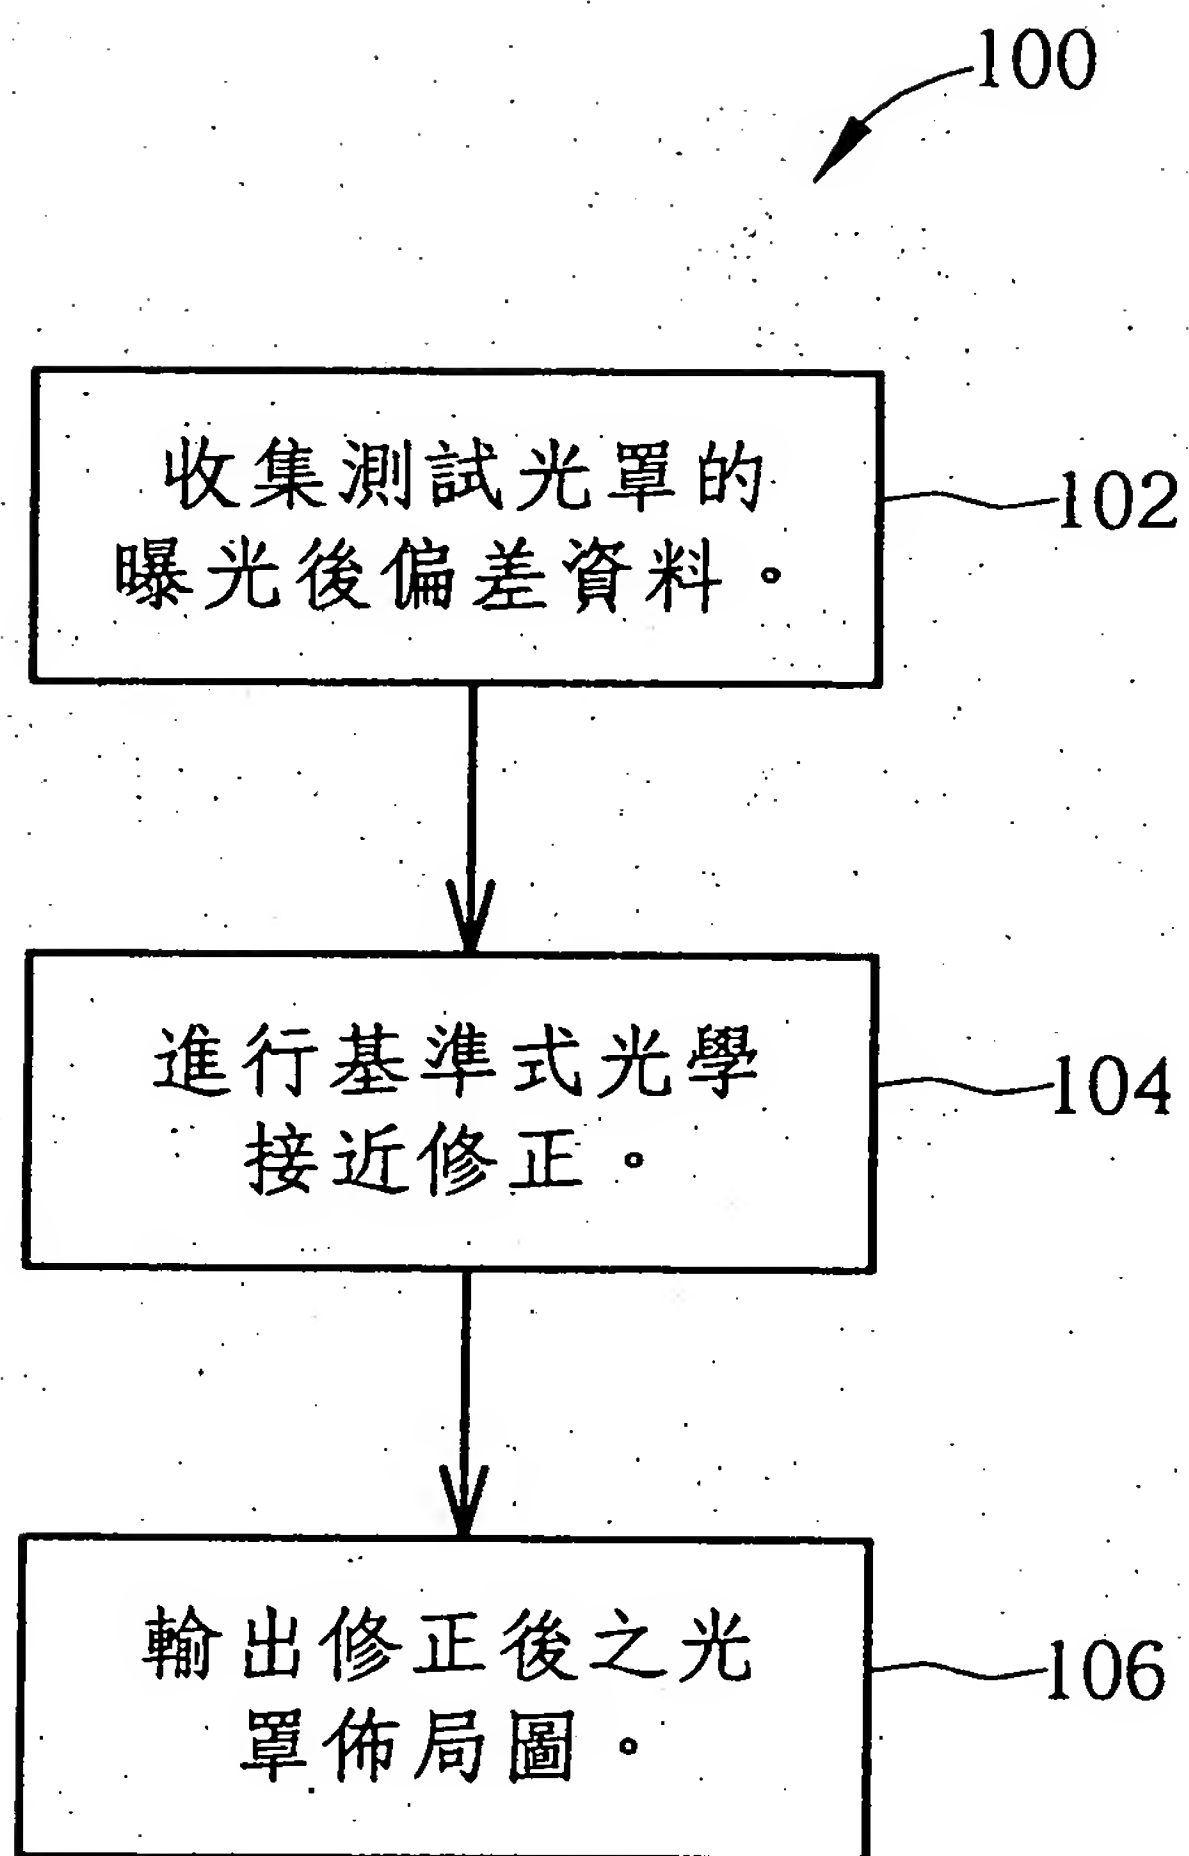 100
收集測試光罩的
曝光後偏差資料。
102
進行基準式光學
接近修正。
104
輸出修正後之光
罩佈局圖。
106